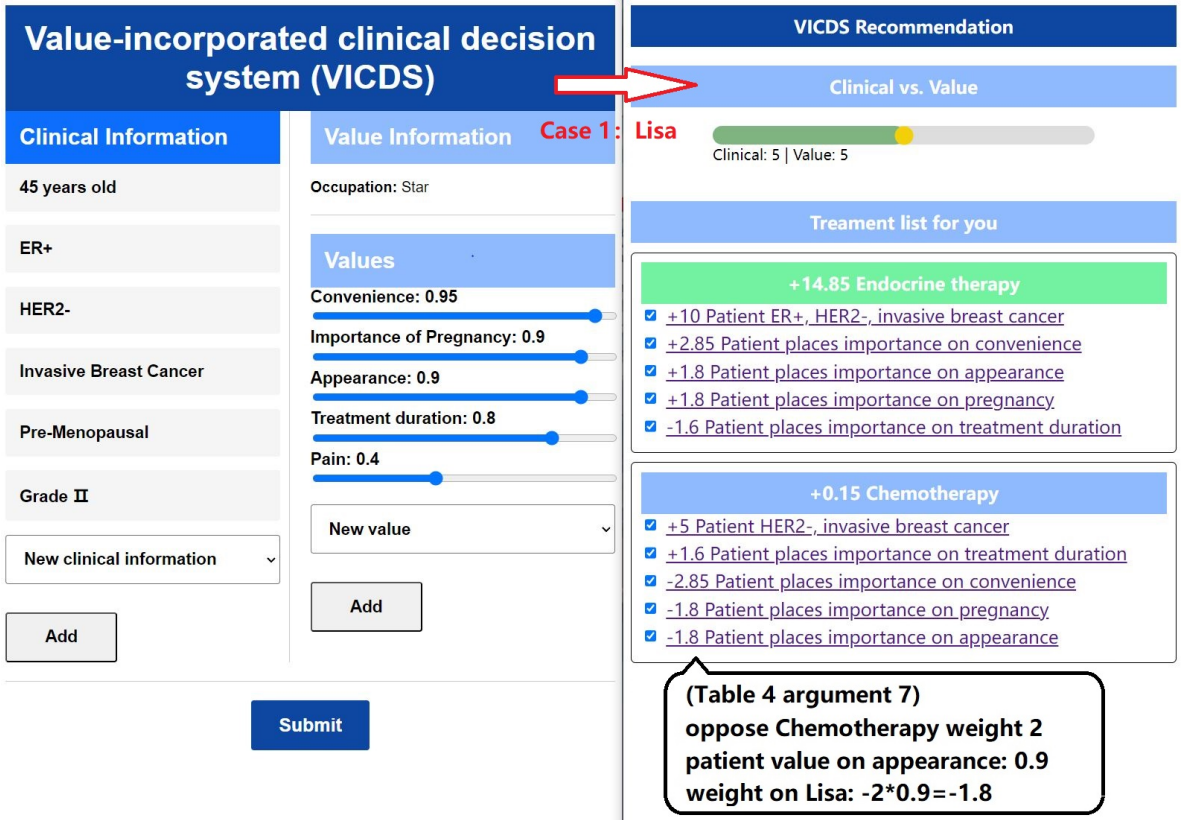 Value-incorporated clinical decision
system (VICDS)
Clinical Information
45 years old
ER+
HER2-
Invasive Breast Cancer
Pre-Menopausal
Grade II
New clinical information
Add
Value Information
Occupation: Star
Values
Convenience: 0.95
Importance of Pregnancy: 0.9
Appearance: 0.9
Treatment duration: 0.8
Pain: 0.4
New value
Add
Submit
Case 1: Lisa
VICDS Recommendation
Clinical vs. Value
Clinical: 5 | Value: 5
Treament list for you
+14.85 Endocrine therapy
+10 Patient ER+, HER2-, invasive breast cancer
+2.85 Patient places importance on convenience
+1.8 Patient places importance on appearance
+1.8 Patient places importance on pregnancy
-1.6 Patient places importance on treatment duration
+0.15 Chemotherapy
+5 Patient HER2-, invasive breast cancer
+1.6 Patient places importance on treatment duration
-2.85 Patient places importance on convenience
-1.8 Patient places importance on pregnancy
-1.8 Patient places importance on appearance
(Table 4 argument 7)
oppose Chemotherapy weight 2
patient value on appearance: 0.9
weight on Lisa: -2*0.9=-1.8